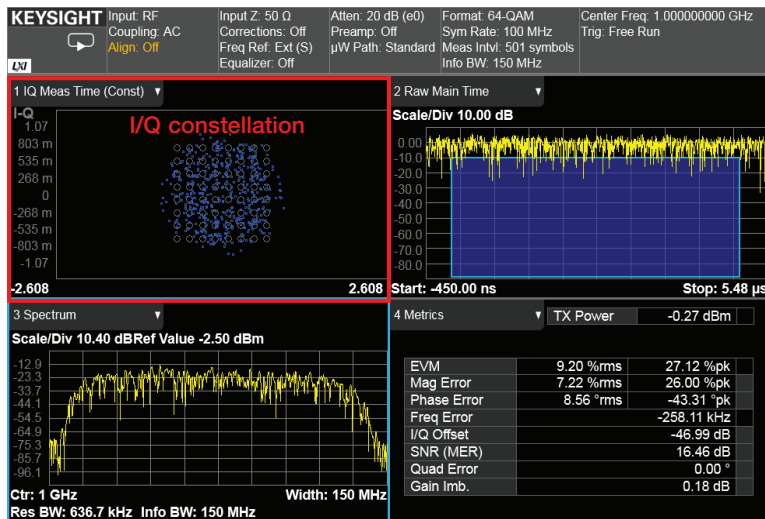 KEYSIGHT
LXI
Input: RF
Coupling: AC
Align: Off
Input Z: 50 Ω
Corrections: Off
Freq Ref: Ext (S)
Equalizer: Off
Atten: 20 dB (e0)
Preamp: Off
µW Path: Standard
Format: 64-QAM
Sym Rate: 100 MHz
Meas Intvl: 501 symbols
Info BW: 150 MHz
Center Freq: 1.000000000 GHz
Trig: Free Run
1 IQ Meas Time (Const) ▼
I-Q
I/Q constellation
1.07
803 m
535 m
268 m
0
-268 m
-535 m
-803 m
-1.07
-2.608 2.608
2 Raw Main Time ▼
Scale/Div 10.00 dB
0.00
-10.0
-20.0
-30.0
-40.0
-50.0
-60.0
-70.0
-80.0
Start: -450.00 ns Stop: 5.48 µs
3 Spectrum ▼
Scale/Div 10.40 dB Ref Value -2.50 dBm
-12.9
-23.3
-33.7
-44.1
-54.5
-64.9
-75.3
-85.7
-96.1
Ctr: 1 GHz Width: 150 MHz
Res BW: 636.7 kHz Info BW: 150 MHz
4 Metrics ▼ TX Power -0.27 dBm
EVM 9.20 %rms 27.12 %pk
Mag Error 7.22 %rms 26.00 %pk
Phase Error 8.56 °rms -43.31 °pk
Freq Error -258.11 kHz
I/Q Offset -46.99 dB
SNR (MER) 16.46 dB
Quad Error 0.00 °
Gain Imb. 0.18 dB